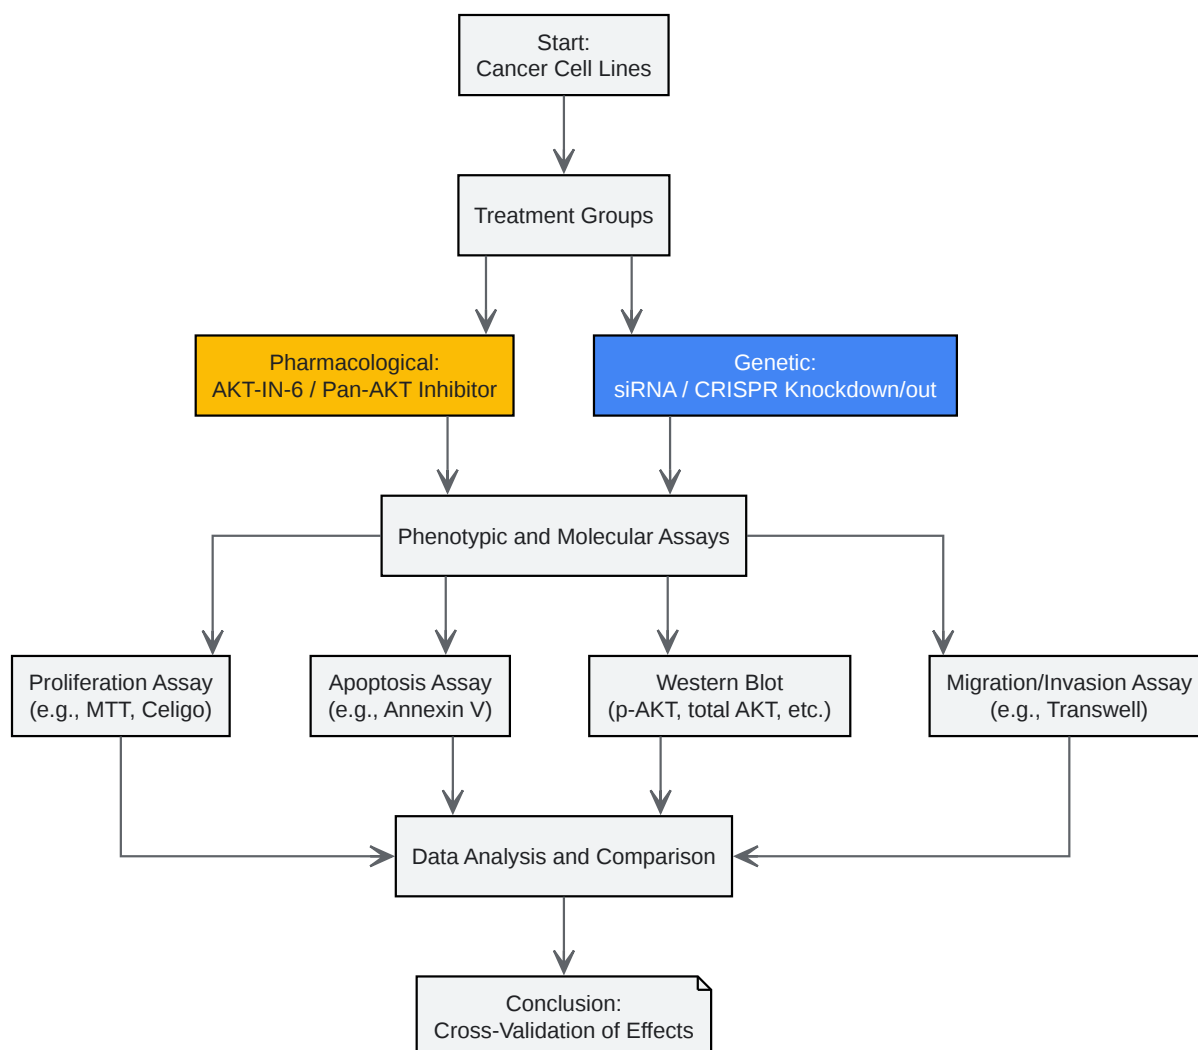 Start:
Cancer Cell Lines
Treatment Groups
Pharmacological:
AKT-IN-6 / Pan-AKT Inhibitor
Genetic:
siRNA / CRISPR Knockdown/out
Phenotypic and Molecular Assays
Proliferation Assay
(e.g., MTT, Celigo)
Apoptosis Assay
(e.g., Annexin V)
Western Blot
(p-AKT, total AKT, etc.)
Migration/Invasion Assay
(e.g., Transwell)
Data Analysis and Comparison
Conclusion:
Cross-Validation of Effects